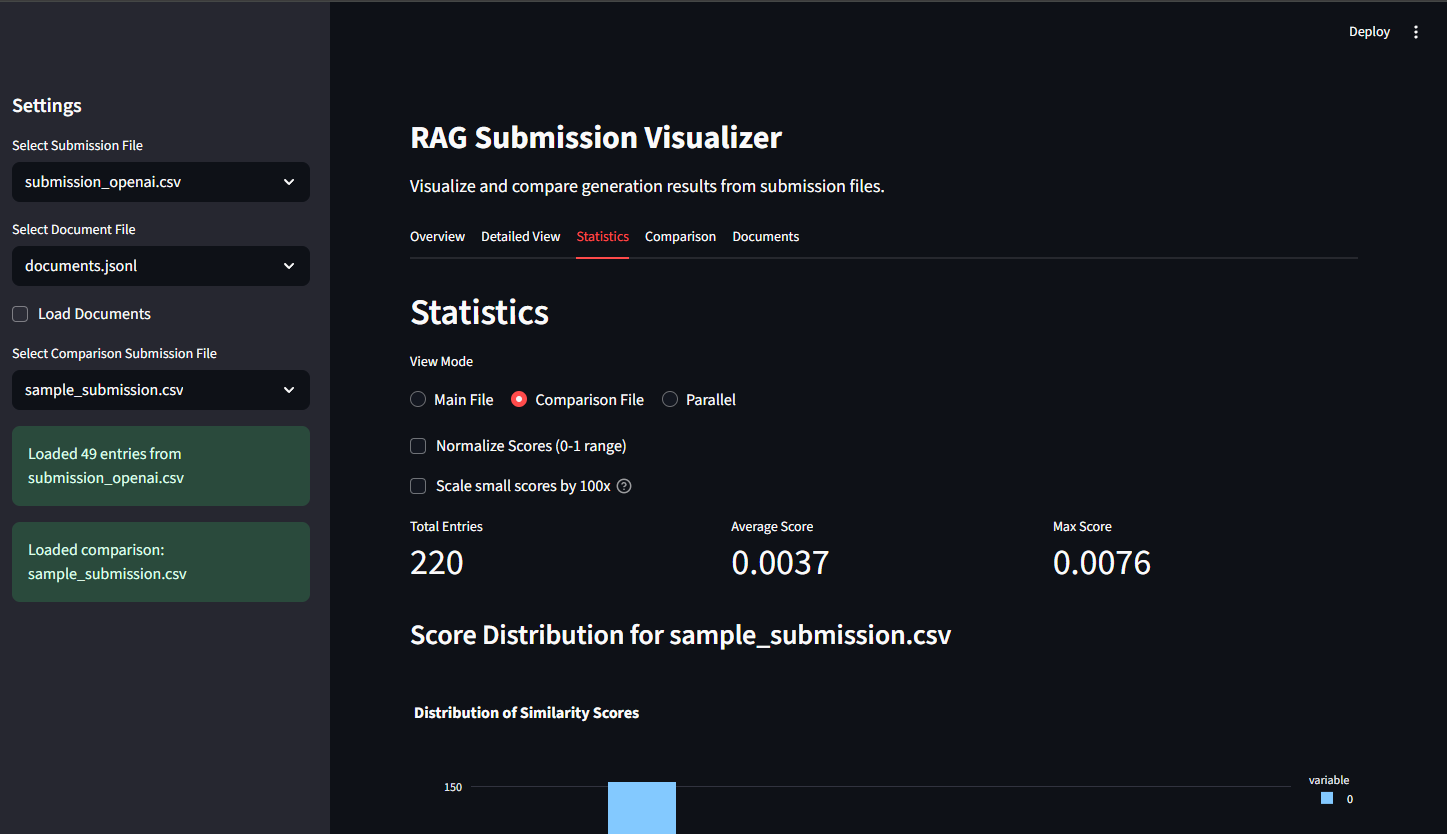 Deploy
Settings
Select Submission File
submission_openai.csv
Select Document File
documents.jsonl
Load Documents
Select Comparison Submission File
sample_submission.csv
Loaded 49 entries from
submission_openai.csv
Loaded comparison:
sample_submission.csv
RAG Submission Visualizer
Visualize and compare generation results from submission files.
Overview Detailed View Statistics Comparison Documents
Statistics
View Mode
Main File Comparison File Parallel
Normalize Scores (0-1 range)
Scale small scores by 100x
Total Entries Average Score Max Score
220 0.0037 0.0076
Score Distribution for sample_submission.csv
Distribution of Similarity Scores
150
variable
0